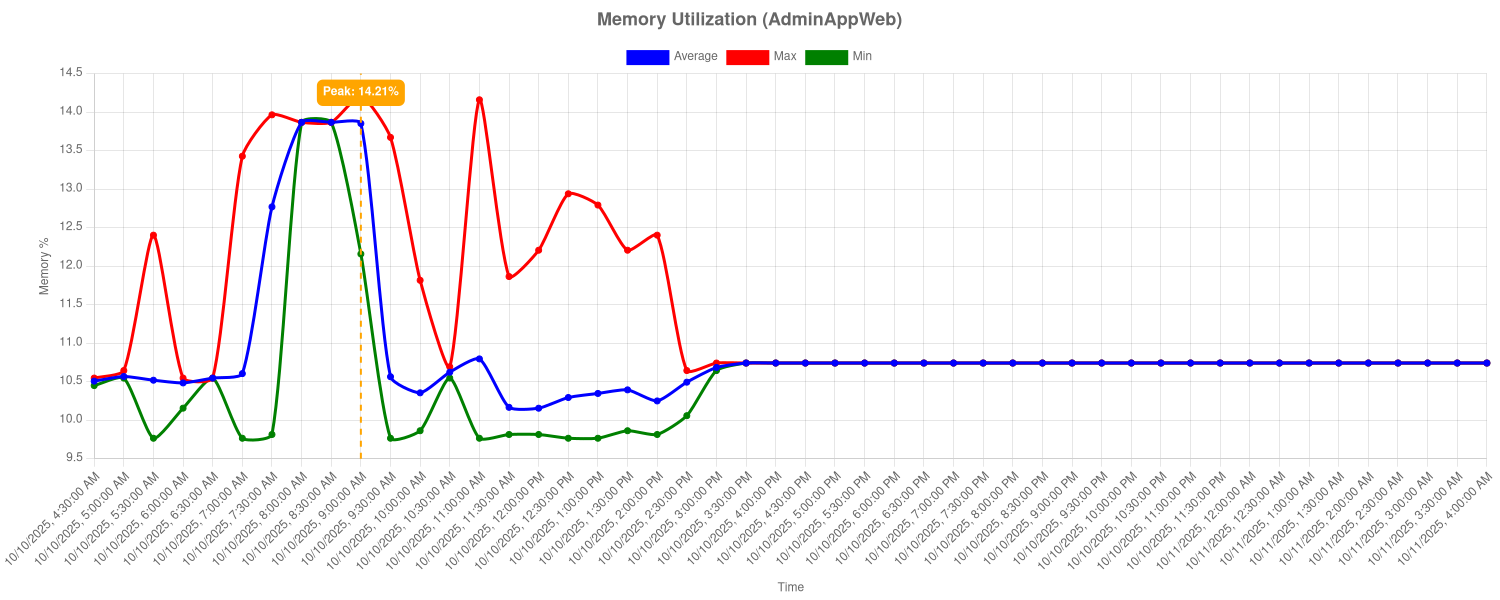 Memory Utilization (AdminAppWeb)
Average Max Min
Peak: 14.21%
14.5
14.0
13.5
13.0
12.5
12.0
11.5
11.0
10.5
10.0
9.5
Memory %
10/10/2025, 4:30:00 AM
10/10/2025, 5:00:00 AM
10/10/2025, 5:30:00 AM
10/10/2025, 6:00:00 AM
10/10/2025, 6:30:00 AM
10/10/2025, 7:00:00 AM
10/10/2025, 7:30:00 AM
10/10/2025, 8:00:00 AM
10/10/2025, 8:30:00 AM
10/10/2025, 9:00:00 AM
10/10/2025, 9:30:00 AM
10/10/2025, 10:00:00 AM
10/10/2025, 10:30:00 AM
10/10/2025, 11:00:00 AM
10/10/2025, 11:30:00 AM
10/10/2025, 12:00:00 PM
10/10/2025, 12:30:00 PM
10/10/2025, 1:00:00 PM
10/10/2025, 1:30:00 PM
10/10/2025, 2:00:00 PM
10/10/2025, 2:30:00 PM
10/10/2025, 3:00:00 PM
10/10/2025, 3:30:00 PM
10/10/2025, 4:00:00 PM
10/10/2025, 4:30:00 PM
10/10/2025, 5:00:00 PM
10/10/2025, 5:30:00 PM
10/10/2025, 6:00:00 PM
10/10/2025, 6:30:00 PM
10/10/2025, 7:00:00 PM
10/10/2025, 7:30:00 PM
10/10/2025, 8:00:00 PM
10/10/2025, 8:30:00 PM
10/10/2025, 9:00:00 PM
10/10/2025, 9:30:00 PM
10/10/2025, 10:00:00 PM
10/10/2025, 10:30:00 PM
10/10/2025, 11:00:00 PM
10/10/2025, 11:30:00 PM
10/11/2025, 12:00:00 AM
10/11/2025, 12:30:00 AM
10/11/2025, 1:00:00 AM
10/11/2025, 1:30:00 AM
10/11/2025, 2:00:00 AM
10/11/2025, 2:30:00 AM
10/11/2025, 3:00:00 AM
10/11/2025, 3:30:00 AM
10/11/2025, 4:00:00 AM
Time